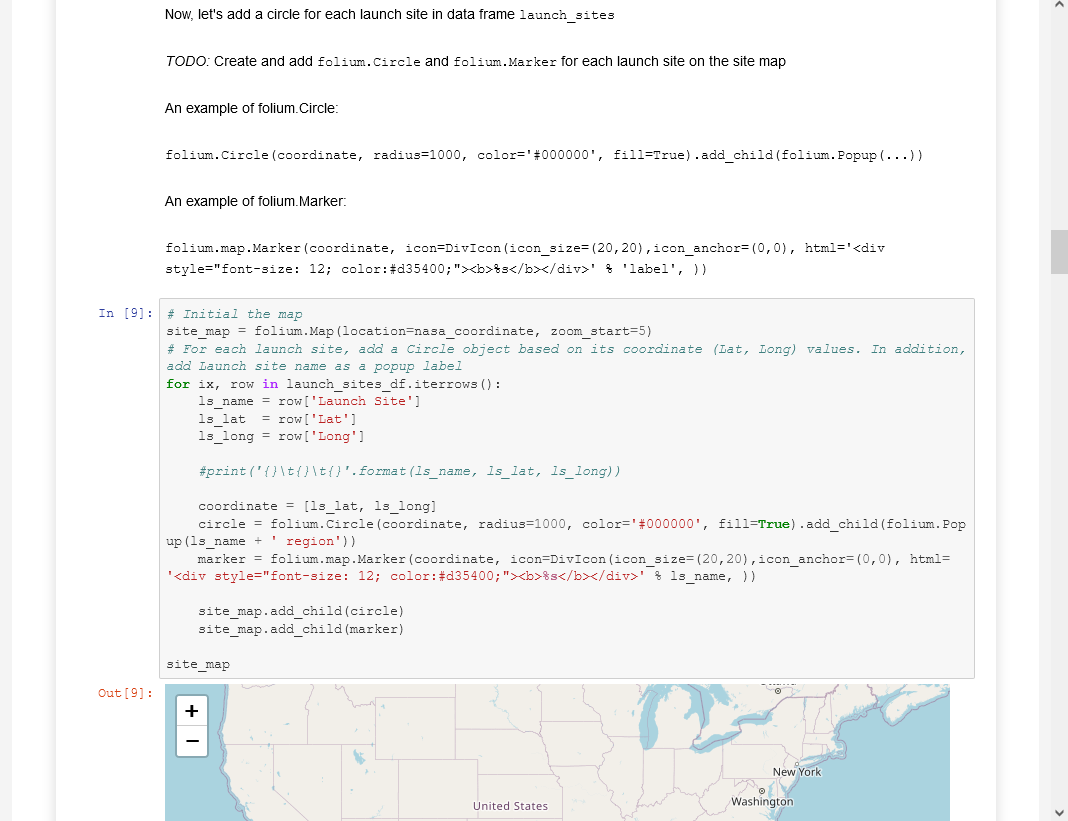 Now, let's add a circle for each launch site in data frame launch_sites
TODO: Create and add folium.Circle and folium.Marker for each launch site on the site map
An example of folium.Circle:
folium.Circle(coordinate, radius=1000, color='#000000', fill=True).add_child(folium.Popup(...))
An example of folium.Marker:
folium.map.Marker(coordinate, icon=DivIcon(icon_size=(20,20),icon_anchor=(0,0), html='<div
style="font-size: 12; color:#d35400;"><b>%s</b></div>' % 'label', ))
In [9]:
# Initial the map
site_map = folium.Map(location=nasa_coordinate, zoom_start=5)
# For each launch site, add a Circle object based on its coordinate (Lat, Long) values. In addition,
add Launch site name as a popup label
for ix, row in launch_sites_df.iterrows():
    ls_name = row['Launch Site']
    ls_lat  = row['Lat']
    ls_long = row['Long']
    #print('{}\t{}\t{}'.format(ls_name, ls_lat, ls_long))
    coordinate = [ls_lat, ls_long]
    circle = folium.Circle(coordinate, radius=1000, color='#000000', fill=True).add_child(folium.Pop
up(ls_name + ' region'))
    marker = folium.map.Marker(coordinate, icon=DivIcon(icon_size=(20,20),icon_anchor=(0,0), html=
'<div style="font-size: 12; color:#d35400;"><b>%s</b></div>' % ls_name, ))
    site_map.add_child(circle)
    site_map.add_child(marker)
site_map
Out[9]:
+
−
New York
Washington
United States